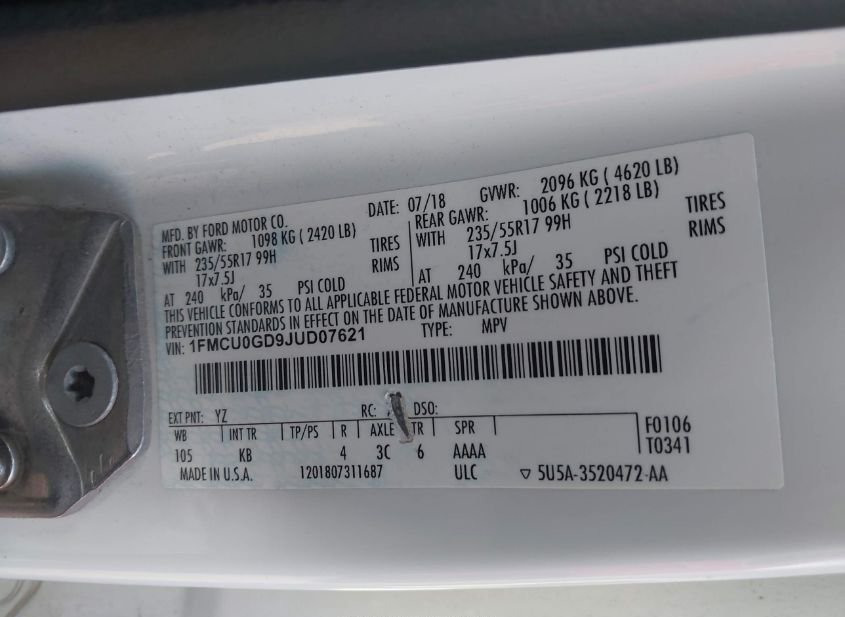 MFD. BY FORD MOTOR CO. DATE: 07/18 GVWR: 2096 KG ( 4620 LB)
FRONT GAWR: 1098 KG ( 2420 LB) REAR GAWR: 1006 KG ( 2218 LB)
WITH 235/55R17 99H TIRES WITH 235/55R17 99H TIRES
17x7.5J RIMS 17x7.5J RIMS
AT 240 kPa/ 35 PSI COLD AT 240 kPa/ 35 PSI COLD
THIS VEHICLE CONFORMS TO ALL APPLICABLE FEDERAL MOTOR VEHICLE SAFETY AND THEFT
PREVENTION STANDARDS IN EFFECT ON THE DATE OF MANUFACTURE SHOWN ABOVE.
VIN: 1FMCU0GD9JUD07621 TYPE: MPV
EXT PNT: YZ RC: DSO:
WB INT TR TP/PS R AXLE TR SPR F0106
105 KB 4 3C 6 AAAA T0341
MADE IN U.S.A. 1201807311687 ULC ▽ 5U5A-3520472-AA